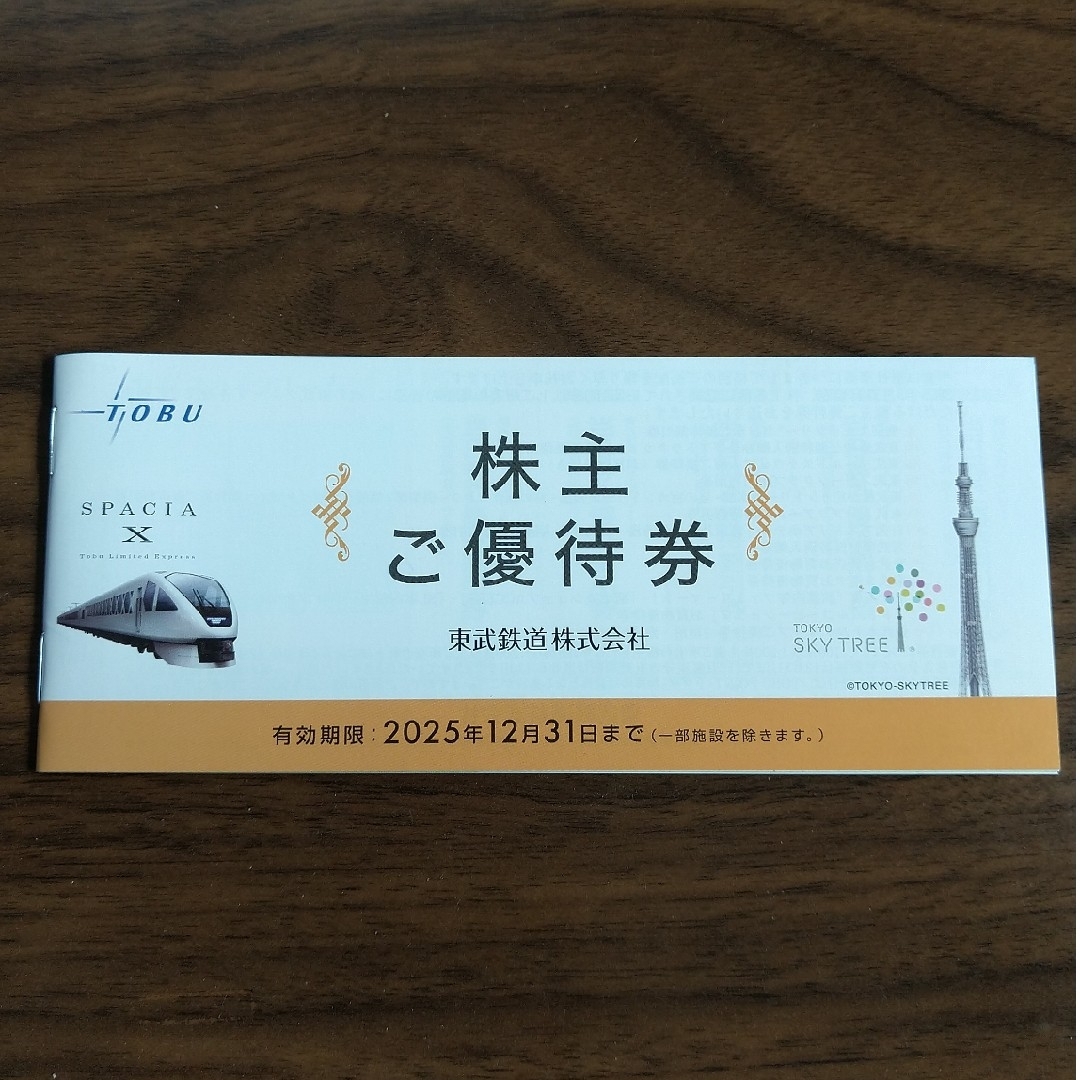 TOBU
SPACIA
X
Tobu Limited Express
株主
ご優待券
東武鉄道株式会社
TOKYO
SKYTREE®
©TOKYO-SKYTREE
有効期限：2025年12月31日まで（一部施設を除きます。）